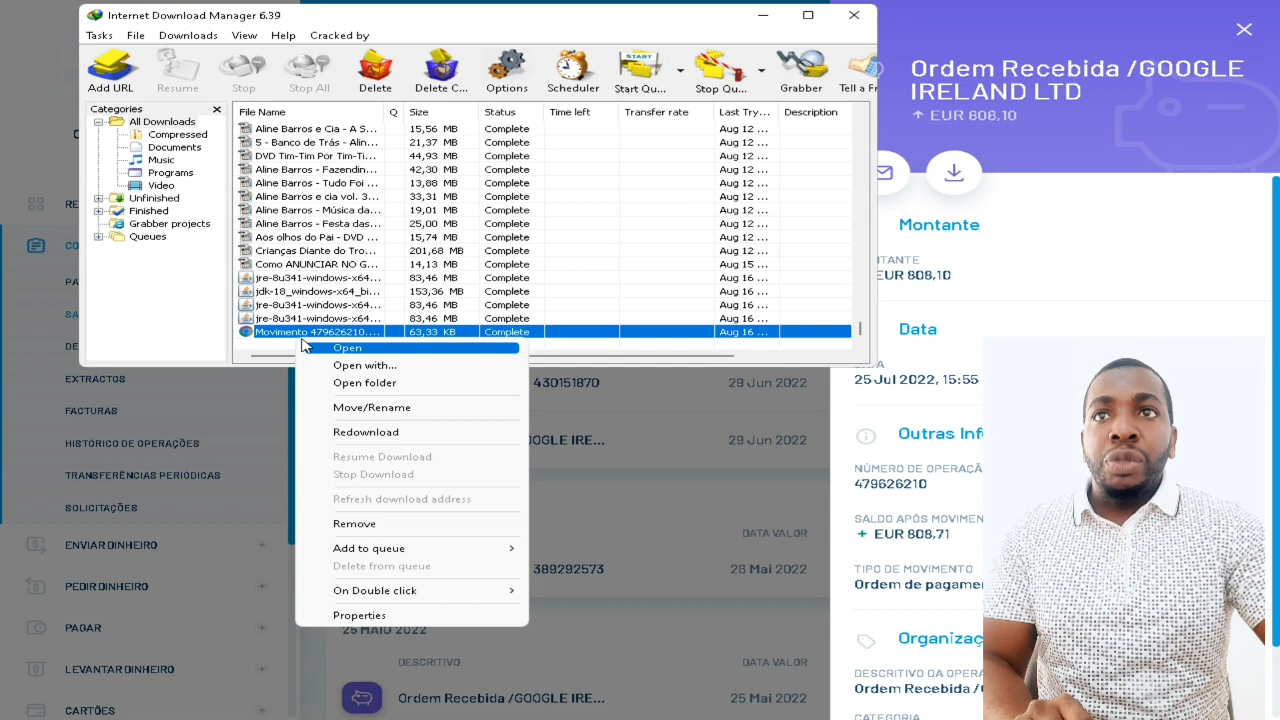 Internet Download Manager 6.39
Tasks File Downloads View Help Cracked by
Add URL Resume Stop Stop All Delete Delete C... Options Scheduler Start Qu... Stop Qu... Grabber Tell a Fr
Categories
All Downloads
Compressed
Documents
Music
Programs
Video
Unfinished
Finished
Grabber projects
Queues
File Name Q Size Status Time left Transfer rate Last Try... Description
Aline Barros e Cia - A S... 15,56 MB Complete Aug 12 ...
5 - Banco de Trás - Alin... 21,37 MB Complete Aug 12 ...
DVD Tim-Tim Por Tim-Ti... 44,93 MB Complete Aug 12 ...
Aline Barros - Fazendin... 42,30 MB Complete Aug 12 ...
Aline Barros - Tudo Foi ... 13,88 MB Complete Aug 12 ...
Aline Barros e cia vol. 3... 33,31 MB Complete Aug 12 ...
Aline Barros - Música da... 19,01 MB Complete Aug 12 ...
Aline Barros - Festa das... 25,00 MB Complete Aug 12 ...
Aos olhos do Pai - DVD ... 15,74 MB Complete Aug 12 ...
Crianças Diante do Tro... 201,68 MB Complete Aug 12 ...
Como ANUNCIAR NO G... 14,13 MB Complete Aug 15 ...
jre-8u341-windows-x64... 83,46 MB Complete Aug 16 ...
jdk-18_windows-x64_bi... 153,36 MB Complete Aug 16 ...
jre-8u341-windows-x64... 83,46 MB Complete Aug 16 ...
jre-8u341-windows-x64... 83,46 MB Complete Aug 16 ...
Movimento 479626210.... 63,33 KB Complete Aug 16 ...
Open
Open with...
Open folder
Move/Rename
Redownload
Resume Download
Stop Download
Refresh download address
Remove
Add to queue
Delete from queue
On Double click
Properties
RE
CO
PA
SA
DE
EXTRACTOS
FACTURAS
HISTÓRICO DE OPERAÇÕES
TRANSFERÊNCIAS PERIÓDICAS
SOLICITAÇÕES
ENVIAR DINHEIRO
PEDIR DINHEIRO
PAGAR
LEVANTAR DINHEIRO
CARTÕES
430151870 29 Jun 2022
OGLE IRE... 29 Jun 2022
DATA VALOR
389292573 26 Mai 2022
25 MAIO 2022
DESCRITIVO DATA VALOR
Ordem Recebida /GOOGLE IRE... 25 Mai 2022
Ordem Recebida /GOOGLE
IRELAND LTD
EUR 808,10
Montante
NTANTE
EUR 808,10
Data
25 Jul 2022, 15:55
Outras Inf
NÚMERO DE OPERAÇÃ
479626210
SALDO APÓS MOVIMEN
+ EUR 808,71
TIPO DE MOVIMENTO
Ordem de pagamen
Organizaç
DESCRITIVO DA OPERA
Ordem Recebida /
CATEGORIA